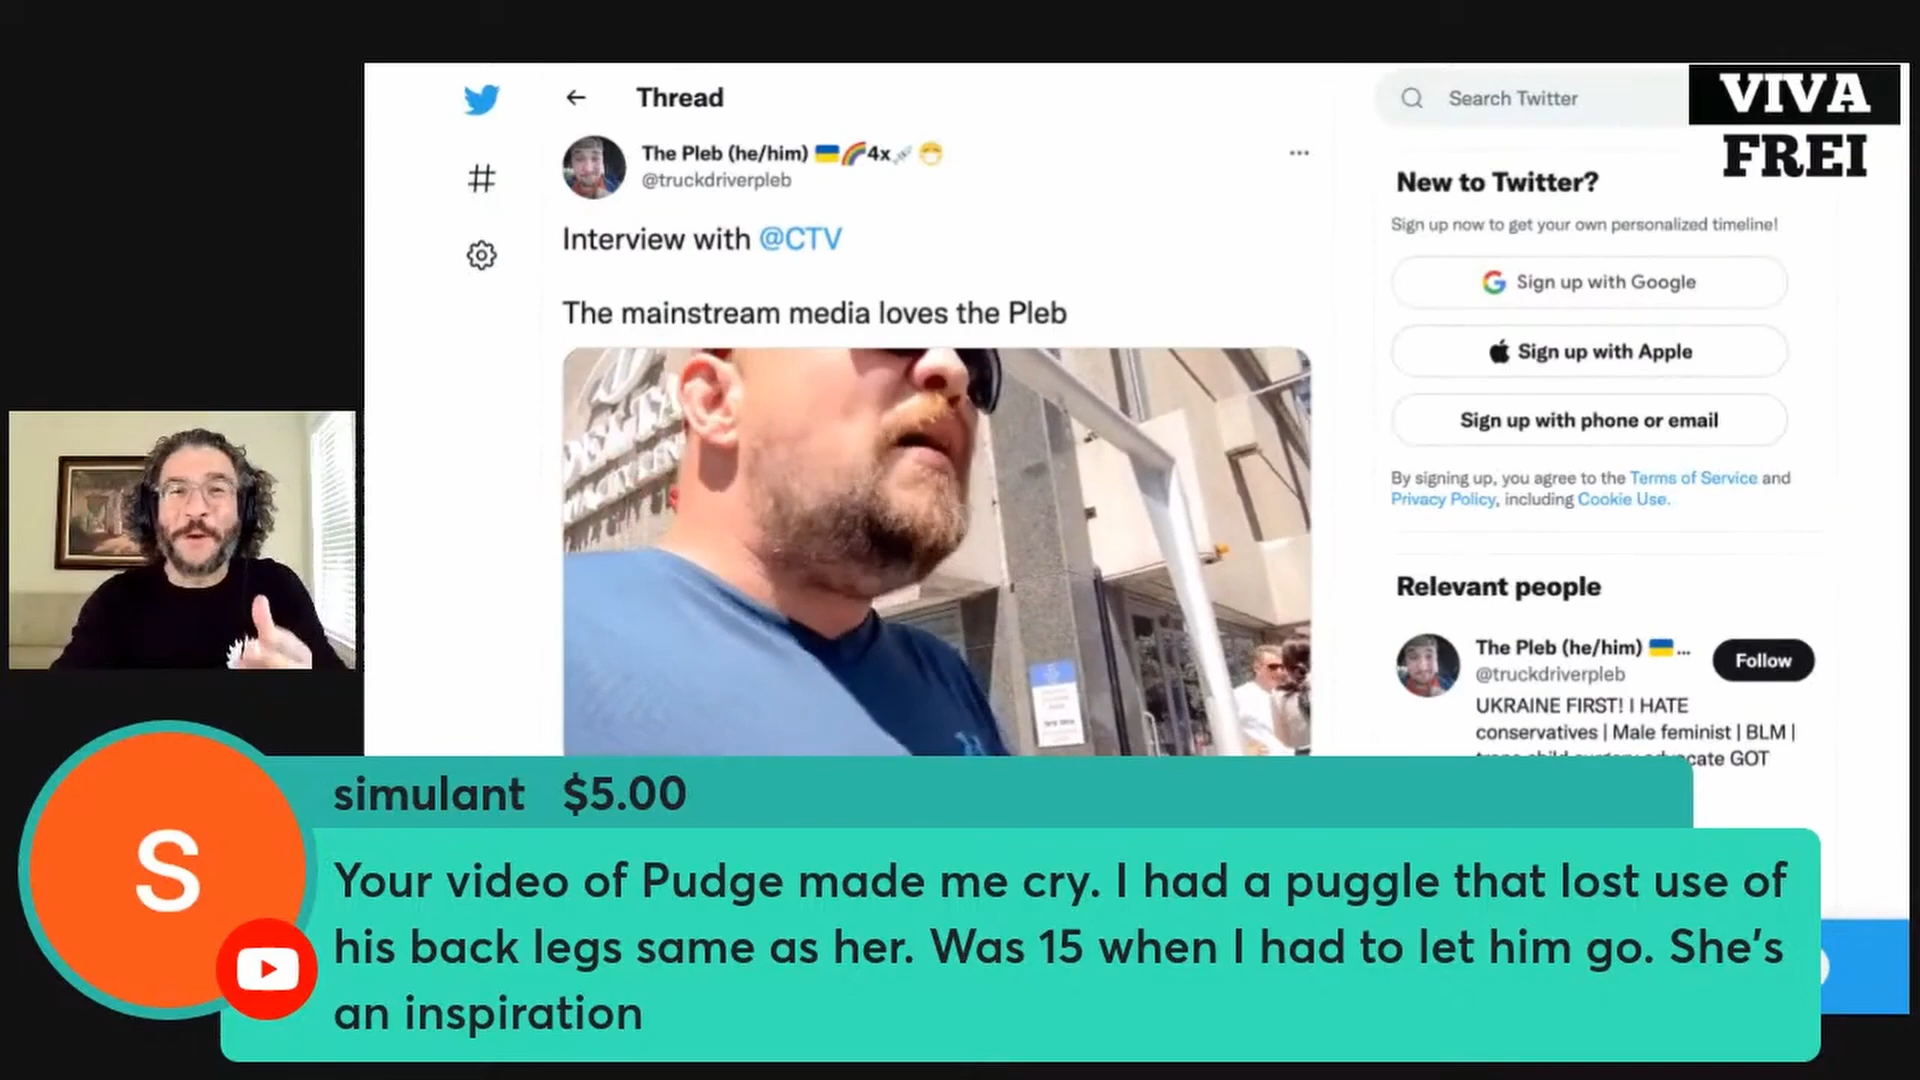 VIVA
FREI
Thread
Search Twitter
The Pleb (he/him) 🇺🇦🌈4x💉 😷
@truckdriverpleb
Interview with @CTV
The mainstream media loves the Pleb
New to Twitter?
Sign up now to get your own personalized timeline!
Sign up with Google
Sign up with Apple
Sign up with phone or email
By signing up, you agree to the Terms of Service and
Privacy Policy, including Cookie Use.
Relevant people
The Pleb (he/him) 🇺🇦 ...
@truckdriverpleb
Follow
UKRAINE FIRST! I HATE
conservatives | Male feminist | BLM |
GOT
simulant $5.00
S
Your video of Pudge made me cry. I had a puggle that lost use of
his back legs same as her. Was 15 when I had to let him go. She's
an inspiration